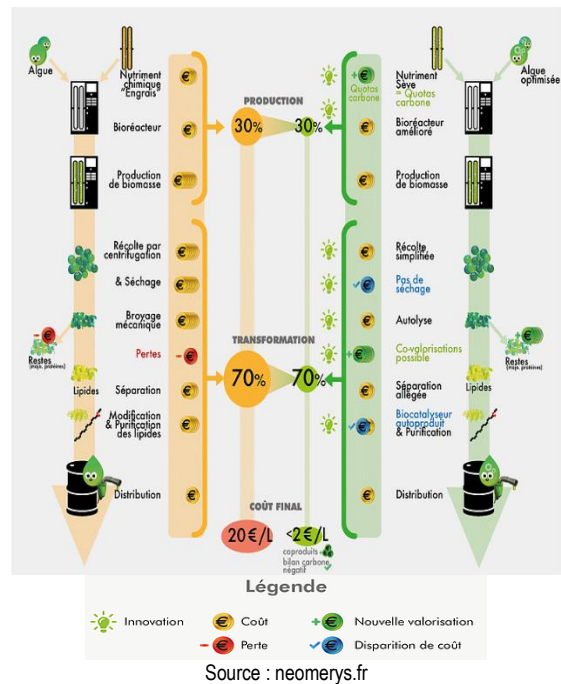 Algue
Nutriment
chimique
"Engrais
Bioréacteur
Production
de biomasse
Récolte par
centrifugation
& Séchage
Broyage
mécanique
Pertes
Restes
Lipides
Séparation
Modification
& Purification
des lipides
Distribution
PRODUCTION
30%
30%
TRANSFORMATION
70%
70%
COÛT FINAL
20€/L
<2€/L
coproduits
bilan carbone
négatif
+€
Quotas
carbone
Nutriment
Sève
= Quotas
carbone
Algue
optimisée
Bioréacteur
amélioré
Production
de biomasse
Récolte
simplifiée
Pas de
séchage
Autolyse
Co-valorisations
possible
Restes
Lipides
Séparation
allégée
Biocatalyseur
autoproduit
& Purification
Distribution
Légende
Innovation
€ Coût
+€ Nouvelle valorisation
-€ Perte
€ Disparition de coût
Source : neomerys.fr